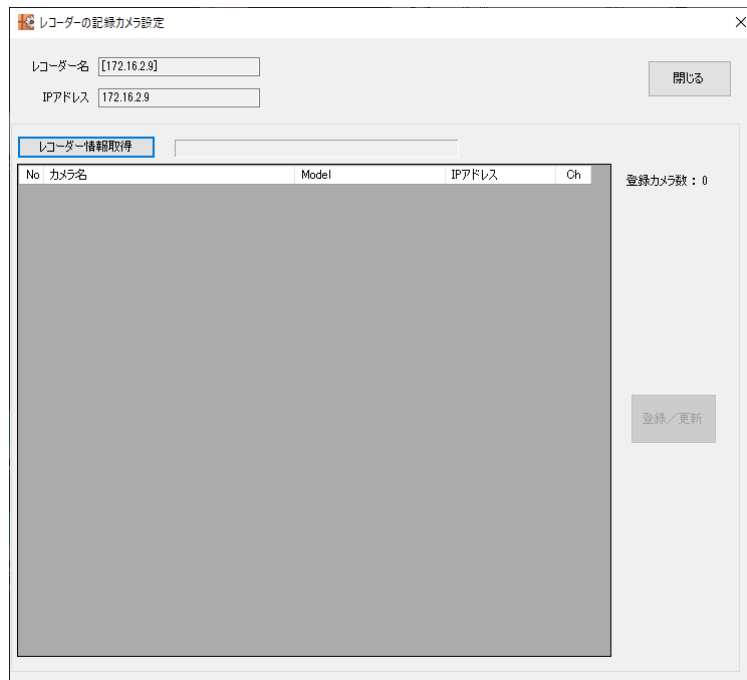 レコーダーの記録カメラ設定
レコーダー名 [172.16.2.9]
閉じる
IPアドレス 172.16.2.9
レコーダー情報取得
No カメラ名 Model IPアドレス Ch
登録カメラ数： 0
登録／更新